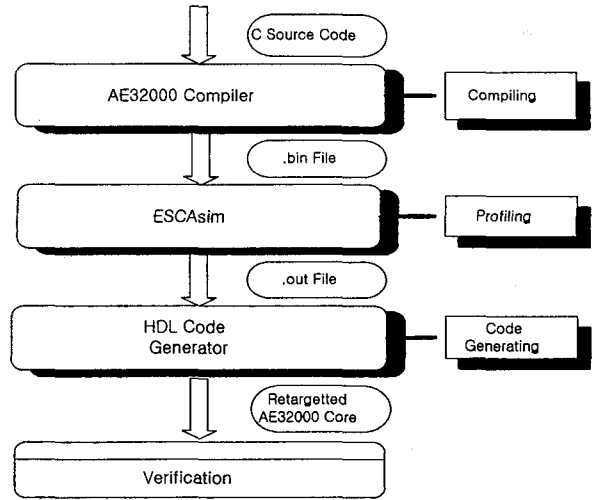 C Source Code
AE32000 Compiler
Compiling
.bin File
ESCAsim
Profiling
.out File
HDL Code
Generator
Code
Generating
Retargetted
AE32000 Core
Verification